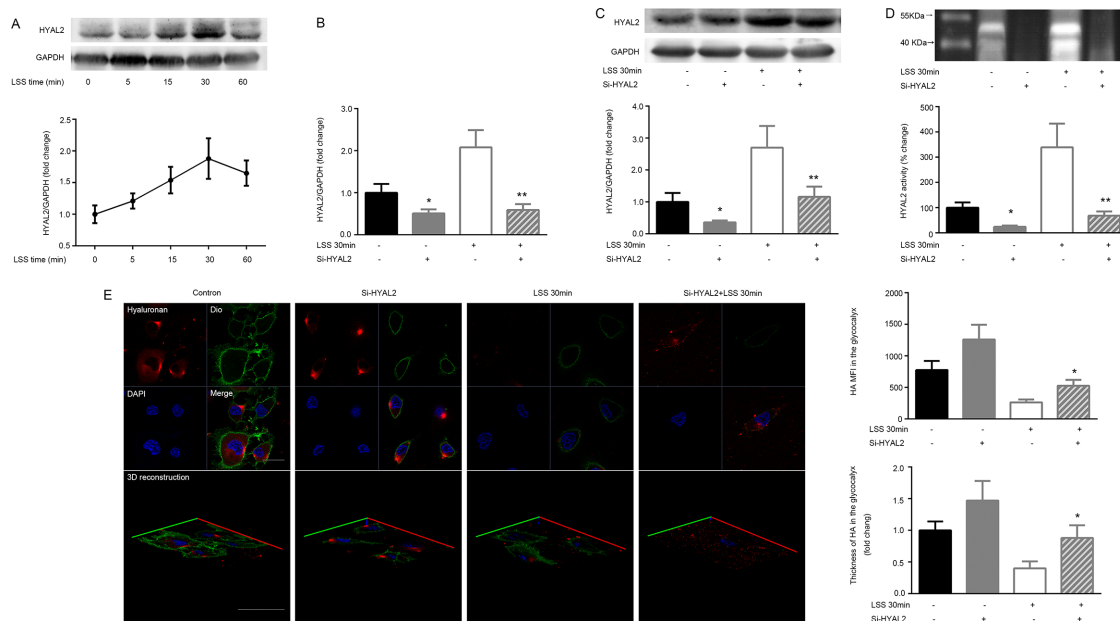 A
HYAL2
GAPDH
LSS time (min) 0 5 15 30 60
HYAL2/GAPDH (fold change)
2.5
2.0
1.5
1.0
0.5
LSS time (min) 0 5 15 30 60
B
HYAL2/GAPDH (fold change)
3.0
2.0
1.0
0.0
* **
LSS 30min - - + +
Si-HYAL2 - + - +
C
HYAL2
GAPDH
LSS 30min - - + +
Si-HYAL2 - + - +
HYAL2/GAPDH (fold change)
4.0
3.0
2.0
1.0
0.0
* **
LSS 30min - - + +
Si-HYAL2 - + - +
D
55KDa→
40 KDa→
LSS 30min - - + +
Si-HYAL2 - + - +
HYAL2 activity (% change)
500
400
300
200
100
0
* **
LSS 30min - - + +
Si-HYAL2 - + - +
E
Contron Si-HYAL2 LSS 30min Si-HYAL2+LSS 30min
Hyaluronan Dio
DAPI Merge
3D reconstruction
HA MFI in the glycocalyx
2000
1500
1000
500
0
*
LSS 30min - - + +
Si-HYAL2 - + - +
Thickness of HA in the glycocalyx
(fold chang)
2.0
1.5
1.0
0.5
0.0
*
LSS 30min - - + +
Si-HYAL2 - + - +